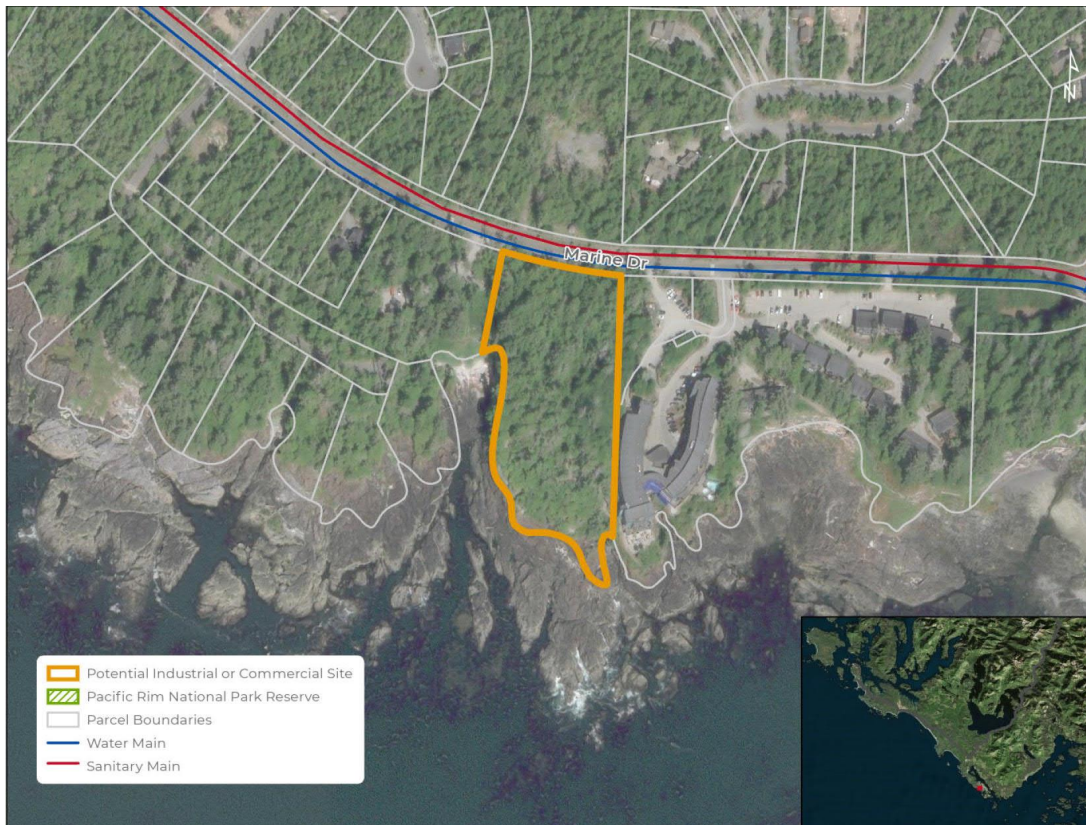 N
Marine Dr
Potential Industrial or Commercial Site
Pacific Rim National Park Reserve
Parcel Boundaries
Water Main
Sanitary Main